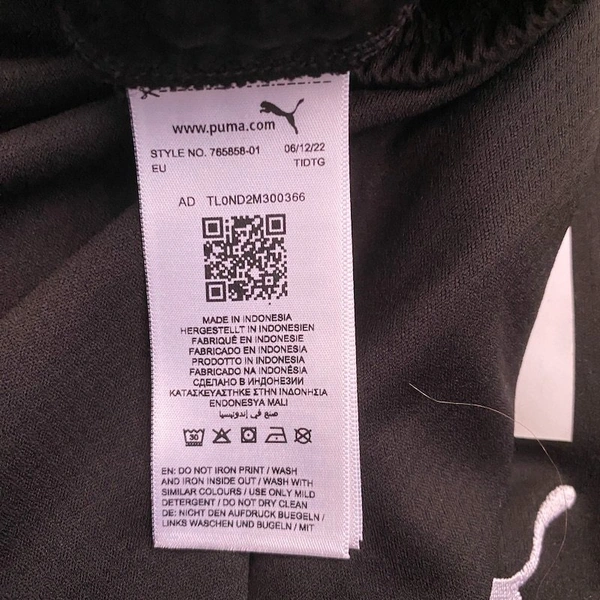 www.puma.com
STYLE NO. 765858-01 06/12/22
EU TIDTG
AD TL0ND2M300366
MADE IN INDONESIA
HERGESTELLT IN INDONESIEN
FABRIQUÉ EN INDONESIE
FABRICADO EN INDONESIA
PRODOTTO IN INDONESIA
FABRICADO NA INDONÉSIA
СДЕЛАНО В ИНДОНЕЗИИ
ΚΑΤΑΣΚΕΥΑΣΤΗΚΕ ΣΤΗΝ ΙΝΔΟΝΗΣΙΑ
ENDONESYA MALI
صنع في إندونيسيا
30
EN: DO NOT IRON PRINT / WASH
AND IRON INSIDE OUT / WASH WITH
SIMILAR COLOURS / USE ONLY MILD
DETERGENT / DO NOT DRY CLEAN
DE: NICHT DEN AUFDRUCK BUEGELN /
LINKS WASCHEN UND BUGELN / MIT